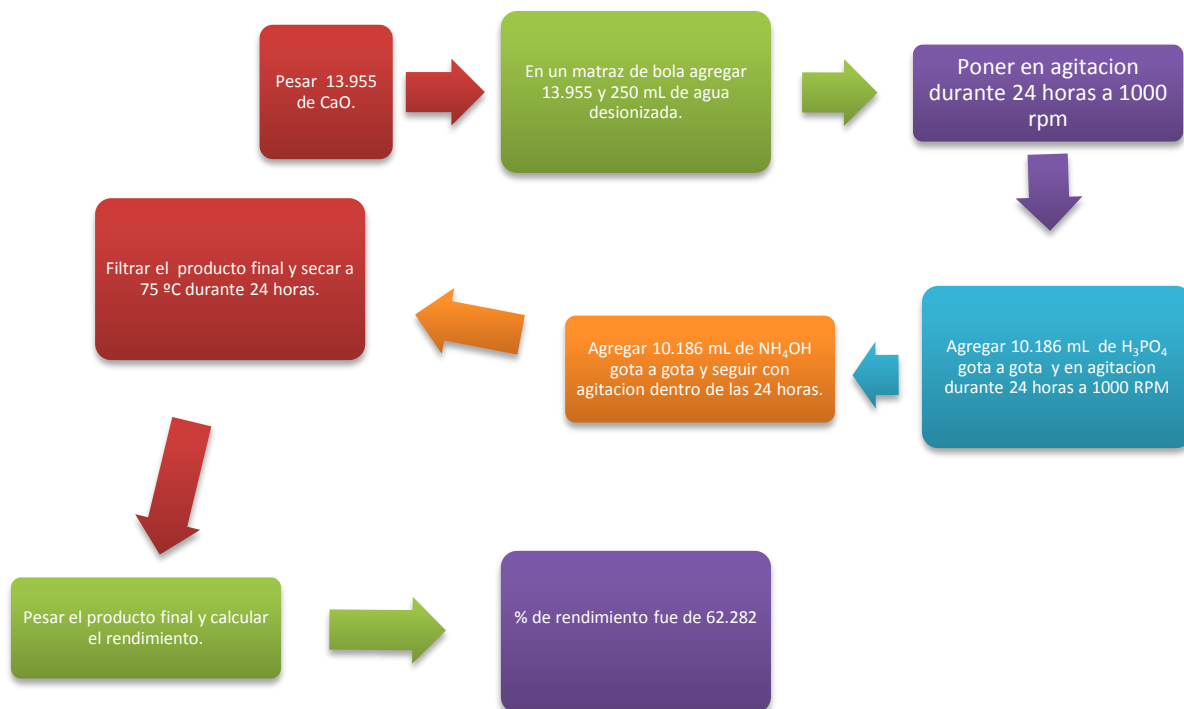 Pesar 13.955
de CaO.
En un matraz de bola agregar
13.955 y 250 mL de agua
desionizada.
Poner en agitacion
durante 24 horas a 1000
rpm
Agregar 10.186 mL de H₃PO₄
gota a gota y en agitacion
durante 24 horas a 1000 RPM
Agregar 10.186 mL de NH₄OH
gota a gota y seguir con
agitacion dentro de las 24 horas.
Filtrar el producto final y secar a
75 ºC durante 24 horas.
Pesar el producto final y calcular
el rendimiento.
% de rendimiento fue de 62.282